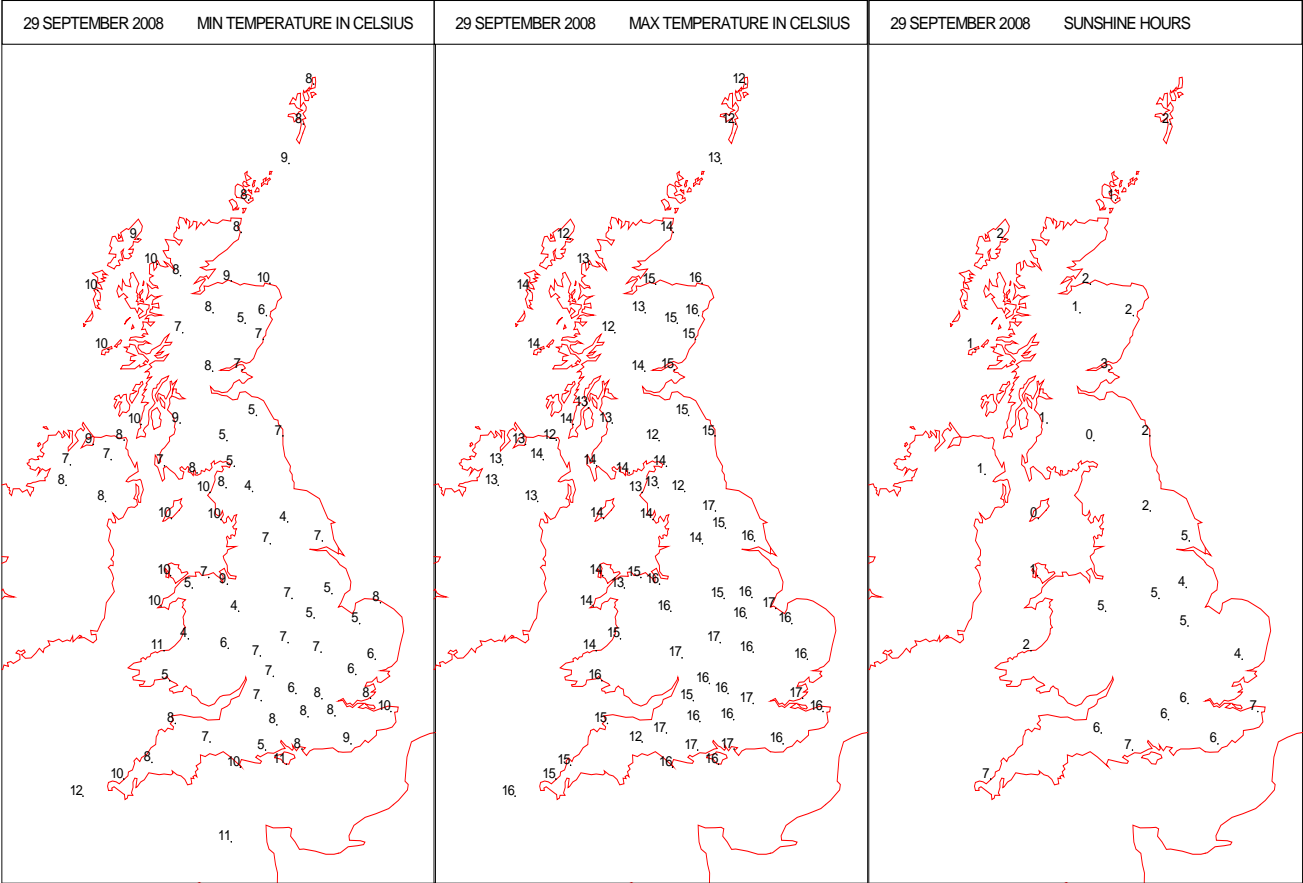 29 SEPTEMBER 2008 MIN TEMPERATURE IN CELSIUS
8.
8.
9.
8.
9. 8.
10. 8.
10. 9. 10.
8. 5. 6.
7. 7.
10.
8. 7.
5.
10. 9.
9. 8. 5. 7.
7. 7. 7. 8. 5.
8. 10. 8. 4.
8.
10. 10. 4.
7. 7.
10. 5. 7. 9.
10. 4. 7. 5. 8.
5. 5.
4.
11. 6. 7. 7. 7. 6.
5. 7. 6.
7. 6. 8. 8. 10.
8. 8. 8. 8.
7. 5. 8. 9.
8. 10. 11.
10.
12.
11.
29 SEPTEMBER 2008 MAX TEMPERATURE IN CELSIUS
12.
12.
13.
14.
12.
13.
14. 15. 16.
13. 15. 16.
12. 15.
14.
14. 15.
13.
14. 13. 15.
13. 12. 12. 15.
13. 14. 14. 14. 14.
13. 13. 13. 12.
13.
14. 14. 17. 15.
14. 16.
14. 13. 15. 16.
14. 16. 15. 16. 17.
16. 16.
14. 15. 17. 17. 16. 16.
16. 16. 16.
15. 17. 17. 16.
15. 17. 16. 16.
12. 17. 17. 16.
15. 16. 16.
15.
16.
29 SEPTEMBER 2008 SUNSHINE HOURS
2.
1.
2.
2.
1. 2.
1.
3.
1.
0. 2.
1.
0. 2.
5.
1.
5. 5. 4.
5.
2. 4.
6. 7.
6. 6.
7. 6.
7.